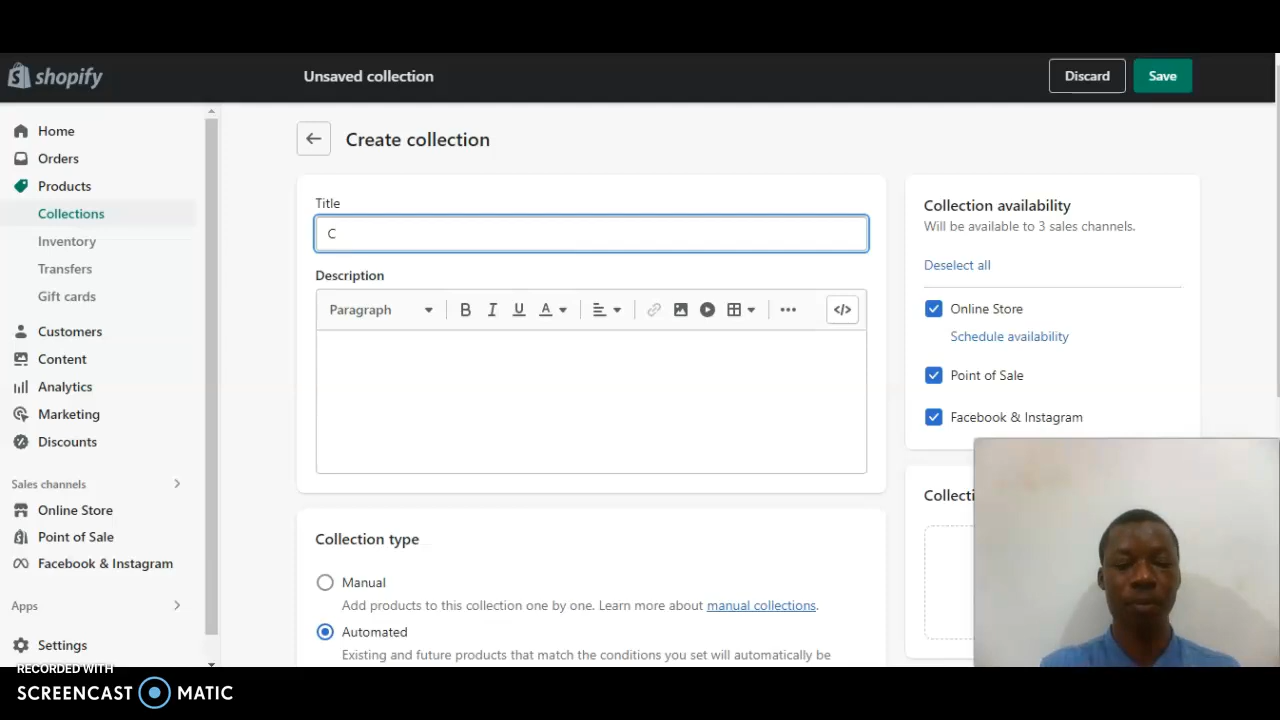 shopify
Unsaved collection
Discard
Save
Home
Orders
Products
Collections
Inventory
Transfers
Gift cards
Customers
Content
Analytics
Marketing
Discounts
Sales channels
Online Store
Point of Sale
Facebook & Instagram
Apps
Settings
Create collection
Title
C
Description
Paragraph
B I U A
</>
Collection type
Manual
Add products to this collection one by one. Learn more about manual collections.
Automated
Existing and future products that match the conditions you set will automatically be
Collection availability
Will be available to 3 sales channels.
Deselect all
Online Store
Schedule availability
Point of Sale
Facebook & Instagram
Collecti
RECORDED WITH
SCREENCAST MATIC